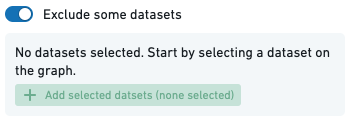 Exclude some datasets
No datasets selected. Start by selecting a dataset on
the graph.
Add selected datsets (none selected)